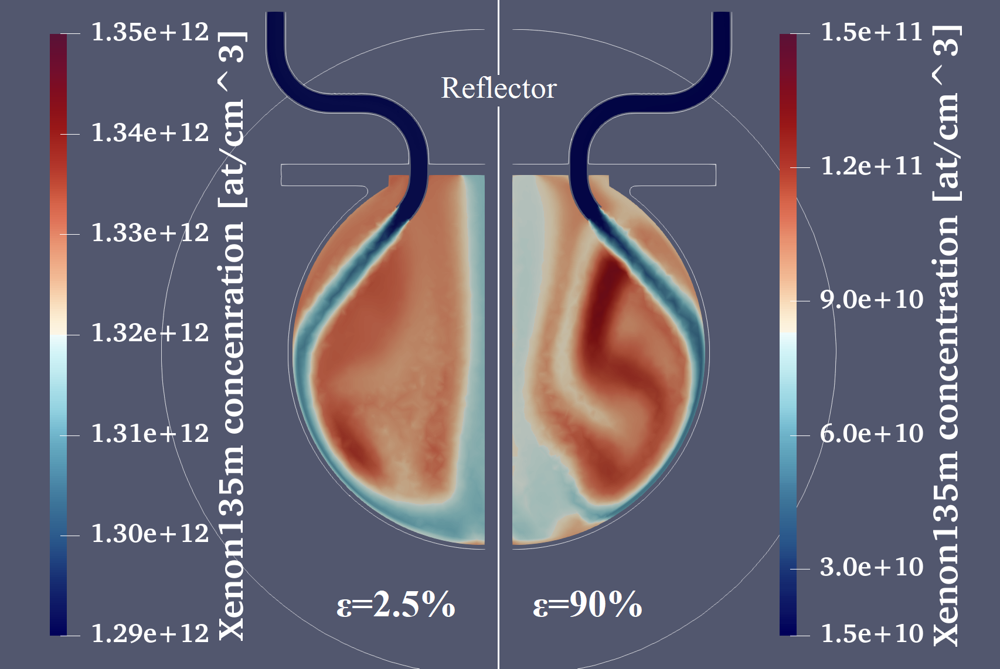 1.35e+12
1.34e+12
1.33e+12
1.32e+12
1.31e+12
1.30e+12
1.29e+12
Xenon135m concenration [at/cm^3]
Reflector
ε=2.5%
ε=90%
1.5e+11
1.2e+11
9.0e+10
6.0e+10
3.0e+10
1.5e+10
Xenon135m concentration [at/cm^3]